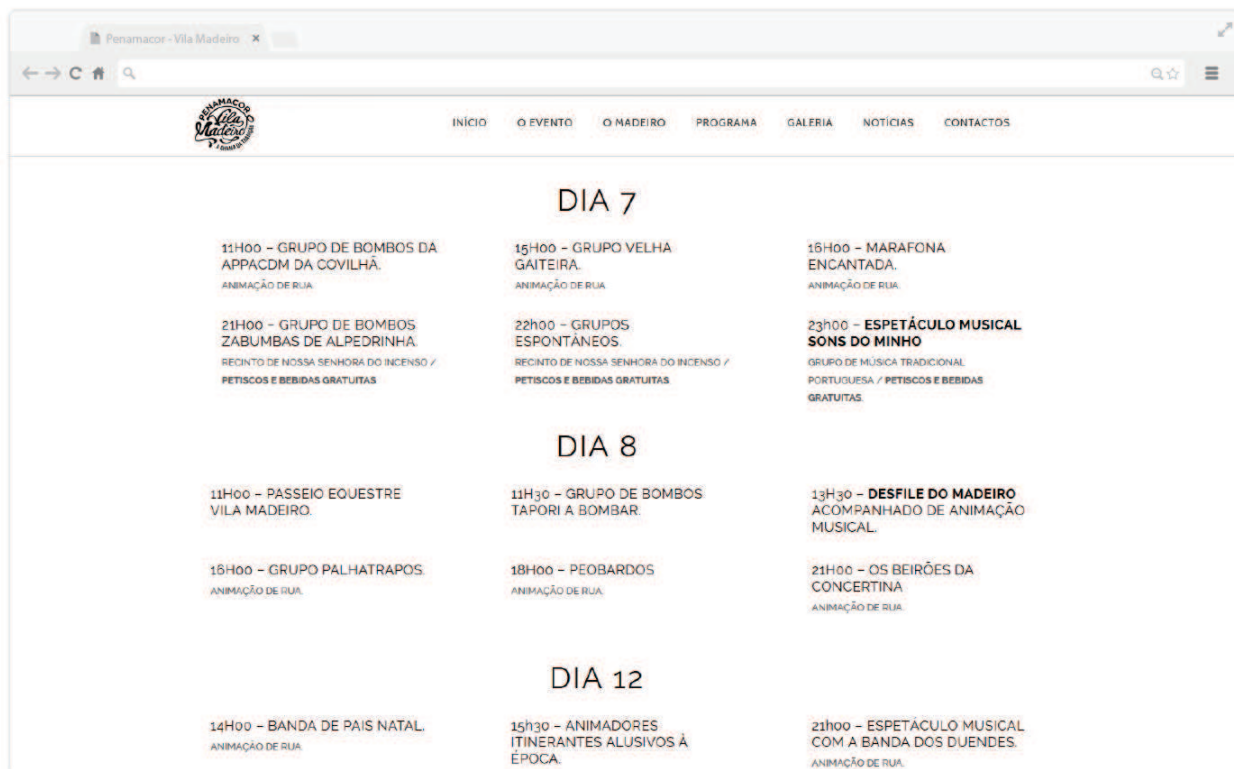 Penamacor - Vila Madeiro
PENAMACOR
Vila
Madeiro
INÍCIO O EVENTO O MADEIRO PROGRAMA GALERIA NOTÍCIAS CONTACTOS
DIA 7
11H00 – GRUPO DE BOMBOS DA
APPACDM DA COVILHÃ.
ANIMAÇÃO DE RUA
15H00 – GRUPO VELHA
GAITEIRA.
ANIMAÇÃO DE RUA
16H00 – MARAFONA
ENCANTADA.
ANIMAÇÃO DE RUA
21H00 – GRUPO DE BOMBOS
ZABUMBAS DE ALPEDRINHA.
RECINTO DE NOSSA SENHORA DO INCENSO /
PETISCOS E BEBIDAS GRATUITAS
22h00 – GRUPOS
ESPONTÂNEOS.
RECINTO DE NOSSA SENHORA DO INCENSO /
PETISCOS E BEBIDAS GRATUITAS
23h00 – ESPETÁCULO MUSICAL
SONS DO MINHO
GRUPO DE MÚSICA TRADICIONAL
PORTUGUESA / PETISCOS E BEBIDAS
GRATUITAS.
DIA 8
11H00 – PASSEIO EQUESTRE
VILA MADEIRO.
11H30 – GRUPO DE BOMBOS
TAPORI A BOMBAR.
13H30 – DESFILE DO MADEIRO
ACOMPANHADO DE ANIMAÇÃO
MUSICAL.
16H00 – GRUPO PALHATRAPOS.
ANIMAÇÃO DE RUA.
18H00 – PEOBARDOS
ANIMAÇÃO DE RUA.
21H00 – OS BEIRÕES DA
CONCERTINA
ANIMAÇÃO DE RUA.
DIA 12
14H00 – BANDA DE PAIS NATAL.
ANIMAÇÃO DE RUA
15h30 – ANIMADORES
ITINERANTES ALUSIVOS À
ÉPOCA.
21h00 – ESPETÁCULO MUSICAL
COM A BANDA DOS DUENDES.
ANIMAÇÃO DE RUA.